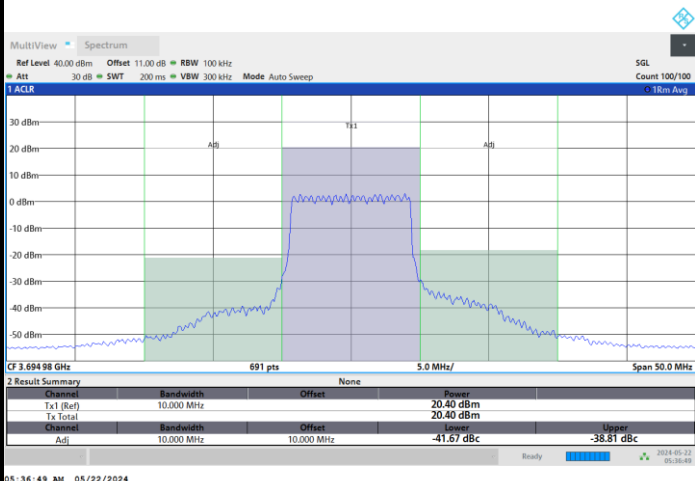 MultiView Spectrum
Ref Level 40.00 dBm Offset 11.00 dB RBW 100 kHz SGL
Att 30 dB SWT 200 ms VBW 300 kHz Mode Auto Sweep Count 100/100
1 ACLR 1Rm Avg
30 dBm
Tx1
20 dBm Adj Adj
10 dBm
0 dBm
-10 dBm
-20 dBm
-30 dBm
-40 dBm
-50 dBm
CF 3.694 98 GHz 691 pts 5.0 MHz/ Span 50.0 MHz
2 Result Summary None
Channel Bandwidth Offset Power
Tx1 (Ref) 10.000 MHz 20.40 dBm
Tx Total 20.40 dBm
Channel Bandwidth Offset Lower Upper
Adj 10.000 MHz 10.000 MHz -41.67 dBc -38.81 dBc
Ready 2024-05-22
05:36:49
05:36:49 AM 05/22/2024